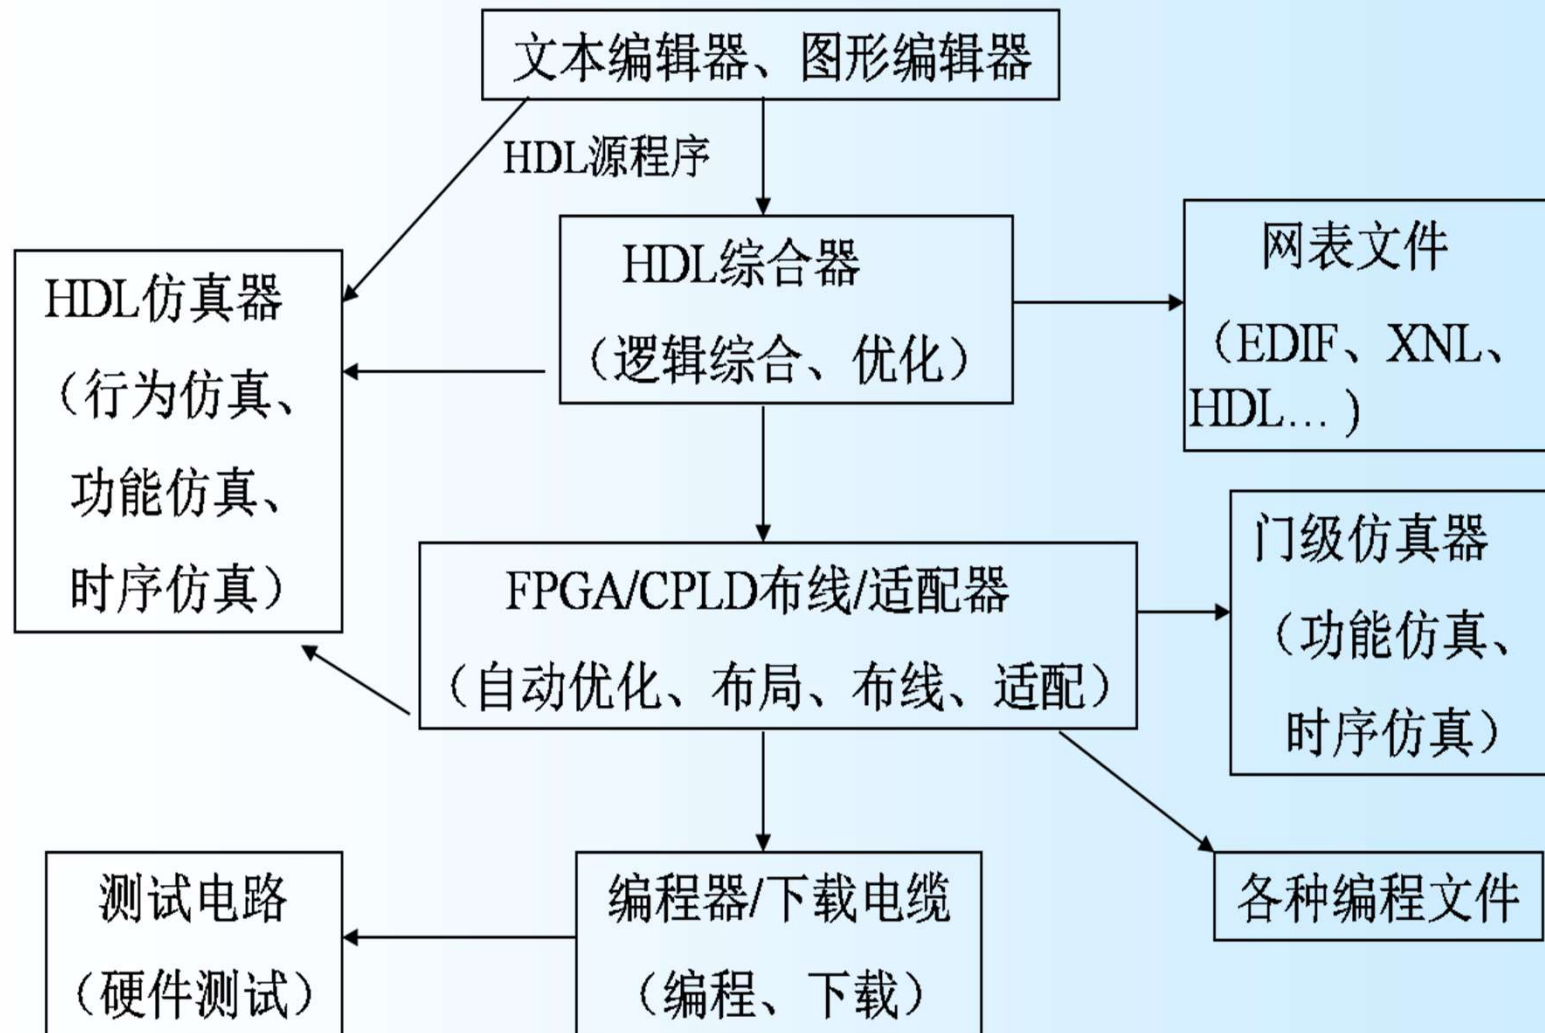 文本编辑器、图形编辑器
HDL源程序
HDL综合器
（逻辑综合、优化）
网表文件
（EDIF、XNL、
HDL…）
HDL仿真器
（行为仿真、
功能仿真、
时序仿真）
FPGA/CPLD布线/适配器
（自动优化、布局、布线、适配）
门级仿真器
（功能仿真、
时序仿真）
测试电路
（硬件测试）
编程器/下载电缆
（编程、下载）
各种编程文件